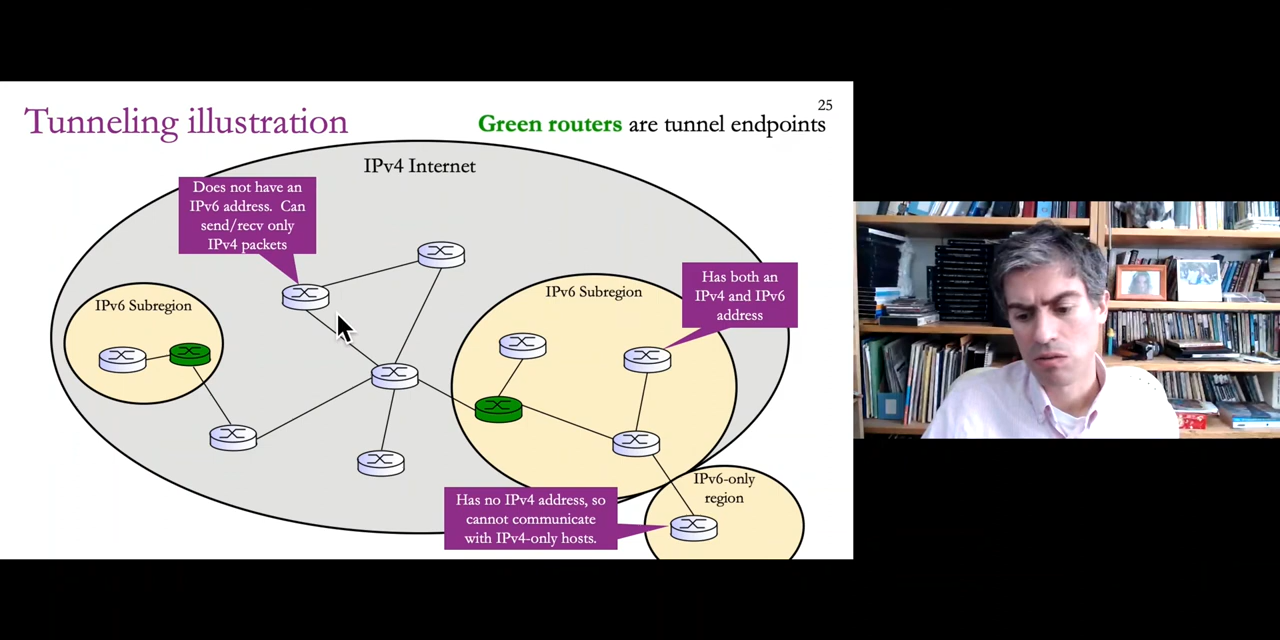 25
Tunneling illustration
Green routers are tunnel endpoints
IPv4 Internet
Does not have an
IPv6 address. Can
send/recv only
IPv4 packets
IPv6 Subregion
IPv6 Subregion
Has both an
IPv4 and IPv6
address
IPv6-only
region
Has no IPv4 address, so
cannot communicate
with IPv4-only hosts.